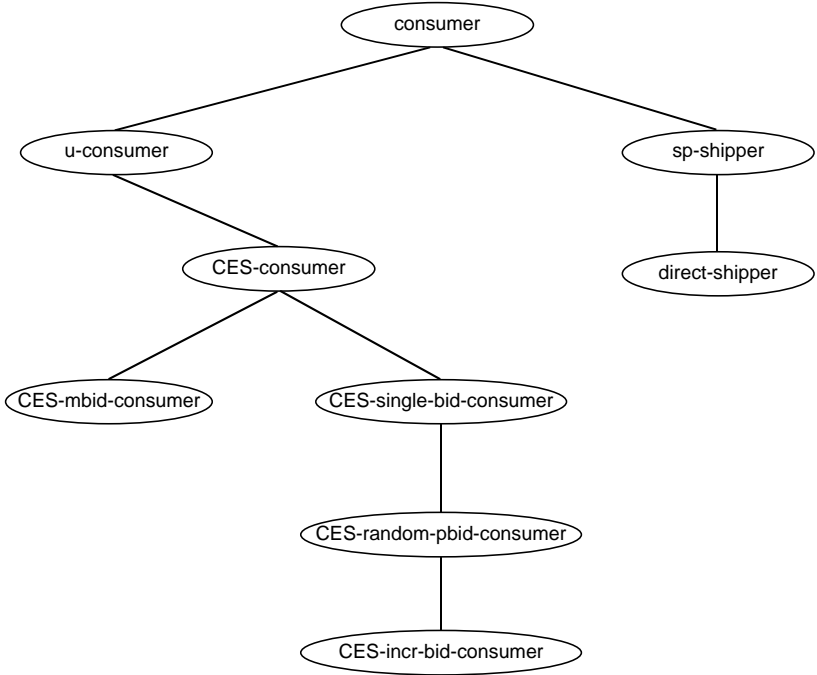 consumer
u-consumer
sp-shipper
CES-consumer
direct-shipper
CES-mbid-consumer
CES-single-bid-consumer
CES-random-pbid-consumer
CES-incr-bid-consumer